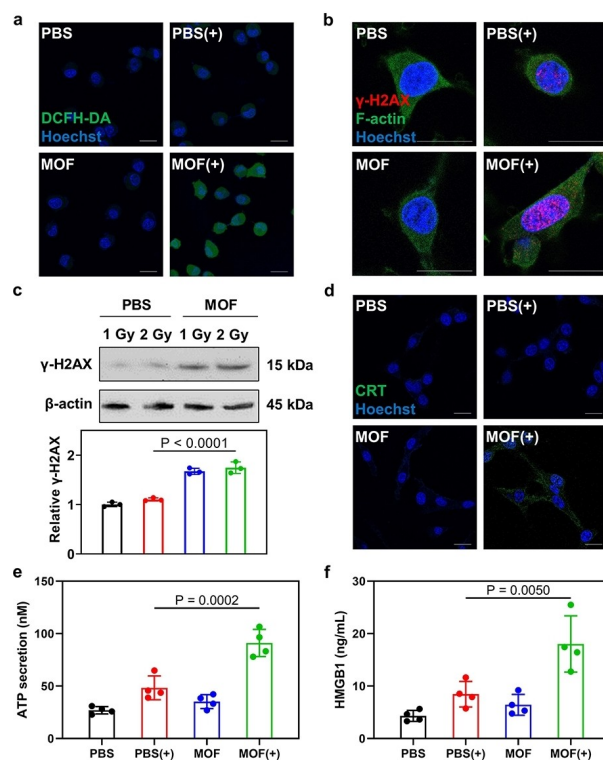 a
b
PBS
PBS(+)
DCFH-DA
Hoechst
MOF
MOF(+)
PBS
PBS(+)
γ-H2AX
F-actin
Hoechst
MOF
MOF(+)
c
PBS
MOF
1 Gy 2 Gy 1 Gy 2 Gy
γ-H2AX
15 kDa
β-actin
45 kDa
Relative γ-H2AX
2
1
0
P < 0.0001
d
PBS
PBS(+)
CRT
Hoechst
MOF
MOF(+)
e
ATP secretion (nM)
150
100
50
0
P = 0.0002
PBS PBS(+) MOF MOF(+)
f
HMGB1 (ng/mL)
30
20
10
0
P = 0.0050
PBS PBS(+) MOF MOF(+)